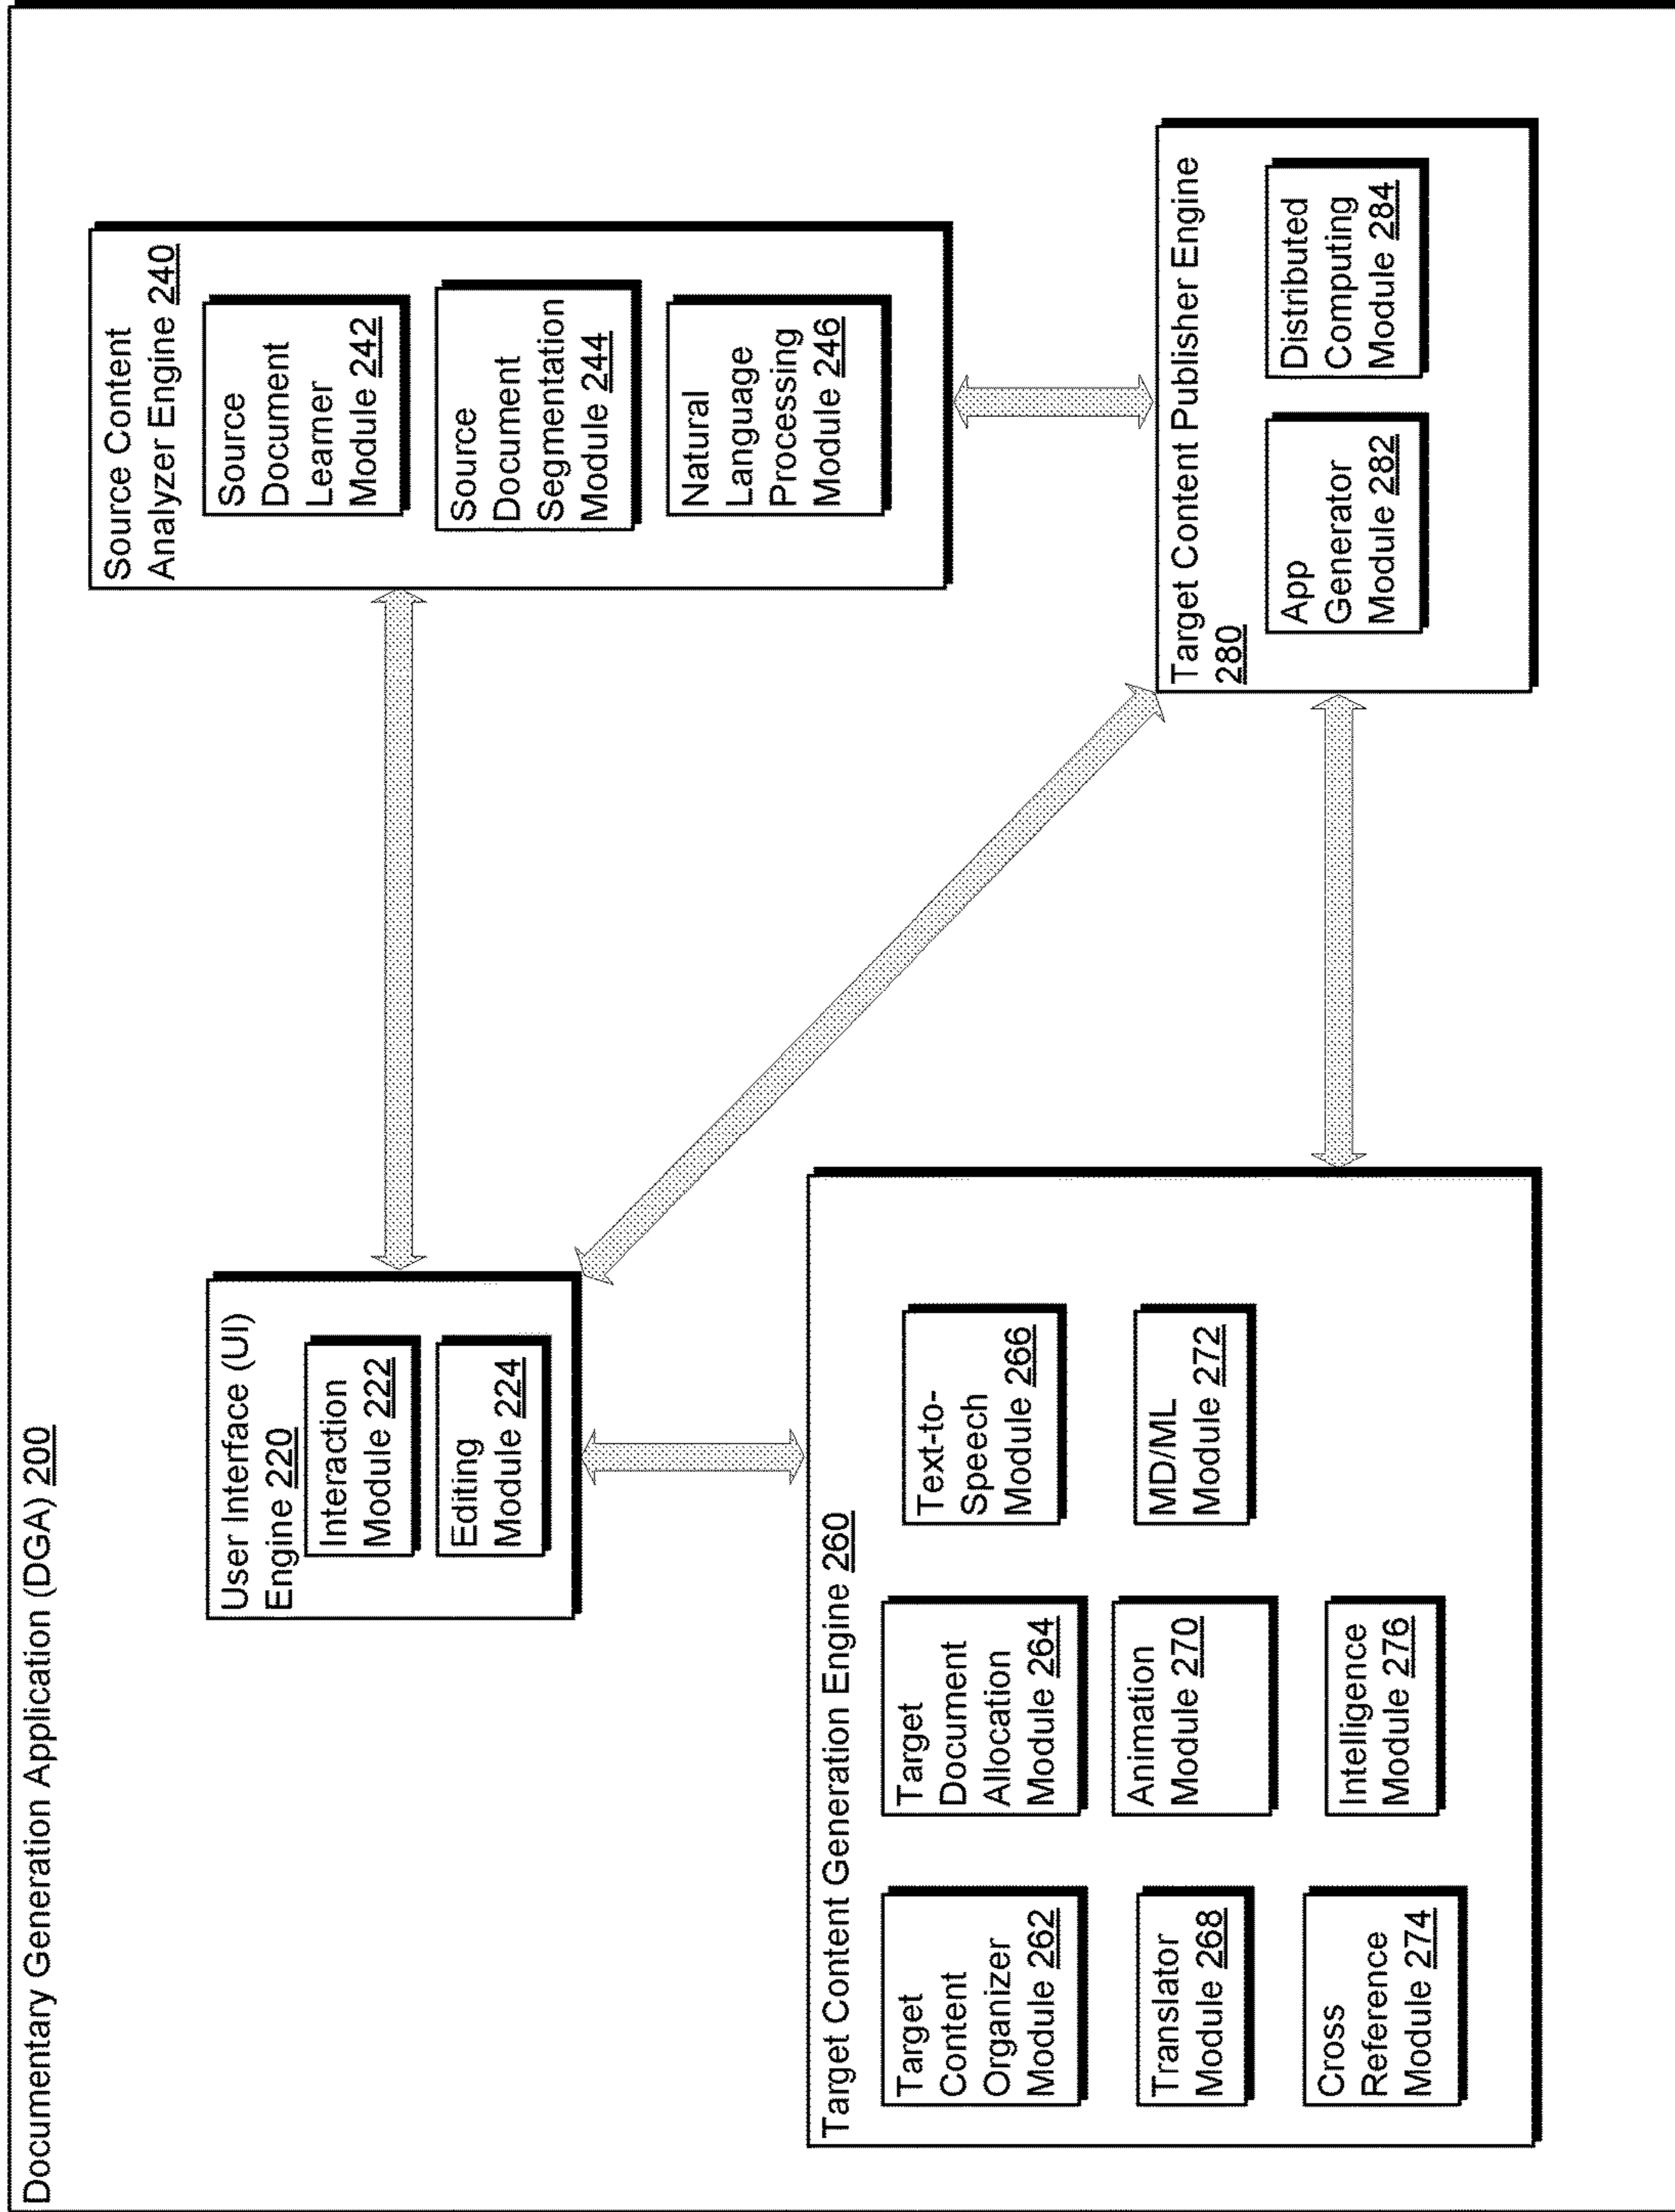 Documentary Generation Application (DGA) 200
User Interface (UI)
Engine 220
Interaction
Module 222
Editing
Module 224
Source Content
Analyzer Engine 240
Source
Document
Learner
Module 242
Source
Document
Segmentation
Module 244
Natural
Language
Processing
Module 246
Target Content Generation Engine 260
Target
Content
Organizer
Module 262
Target
Document
Allocation
Module 264
Text-to-
Speech
Module 266
Translator
Module 268
Animation
Module 270
MD/ML
Module 272
Cross
Reference
Module 274
Intelligence
Module 276
Target Content Publisher Engine
280
App
Generator
Module 282
Distributed
Computing
Module 284